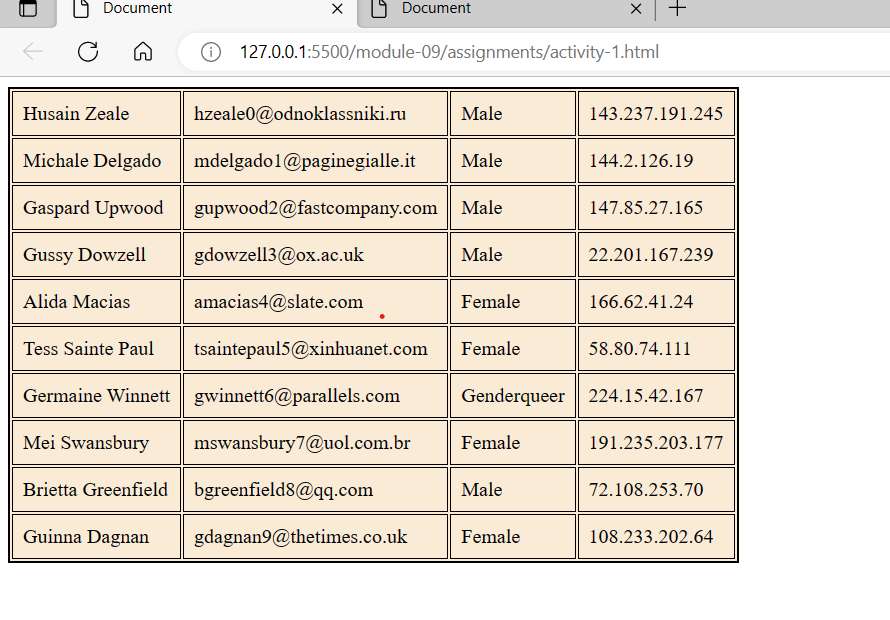 Document Document
127.0.0.1:5500/module-09/assignments/activity-1.html
Husain Zeale hzeale0@odnoklassniki.ru Male 143.237.191.245
Michale Delgado mdelgado1@paginegialle.it Male 144.2.126.19
Gaspard Upwood gupwood2@fastcompany.com Male 147.85.27.165
Gussy Dowzell gdowzell3@ox.ac.uk Male 22.201.167.239
Alida Macias amacias4@slate.com Female 166.62.41.24
Tess Sainte Paul tsaintepaul5@xinhuanet.com Female 58.80.74.111
Germaine Winnett gwinnett6@parallels.com Genderqueer 224.15.42.167
Mei Swansbury mswansbury7@uol.com.br Female 191.235.203.177
Brietta Greenfield bgreenfield8@qq.com Male 72.108.253.70
Guinna Dagnan gdagnan9@thetimes.co.uk Female 108.233.202.64